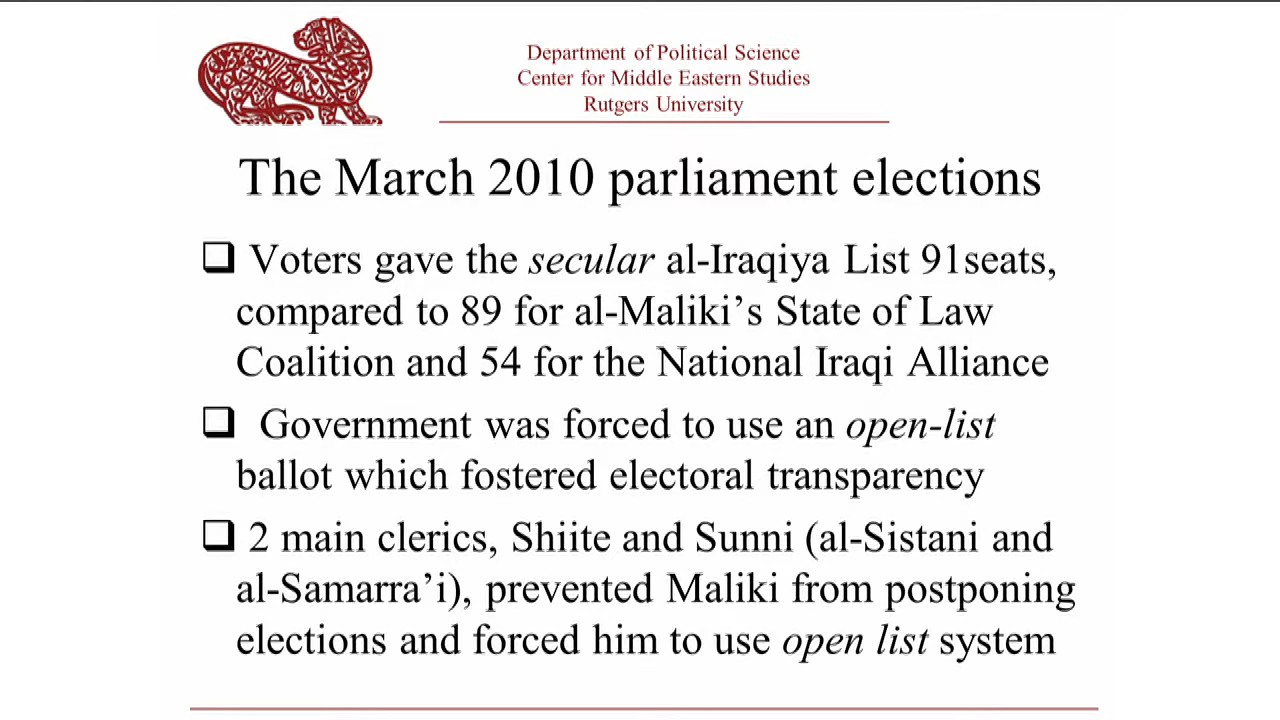 Department of Political Science
Center for Middle Eastern Studies
Rutgers University
The March 2010 parliament elections
❑ Voters gave the secular al-Iraqiya List 91seats,
compared to 89 for al-Maliki’s State of Law
Coalition and 54 for the National Iraqi Alliance
❑ Government was forced to use an open-list
ballot which fostered electoral transparency
❑ 2 main clerics, Shiite and Sunni (al-Sistani and
al-Samarra’i), prevented Maliki from postponing
elections and forced him to use open list system